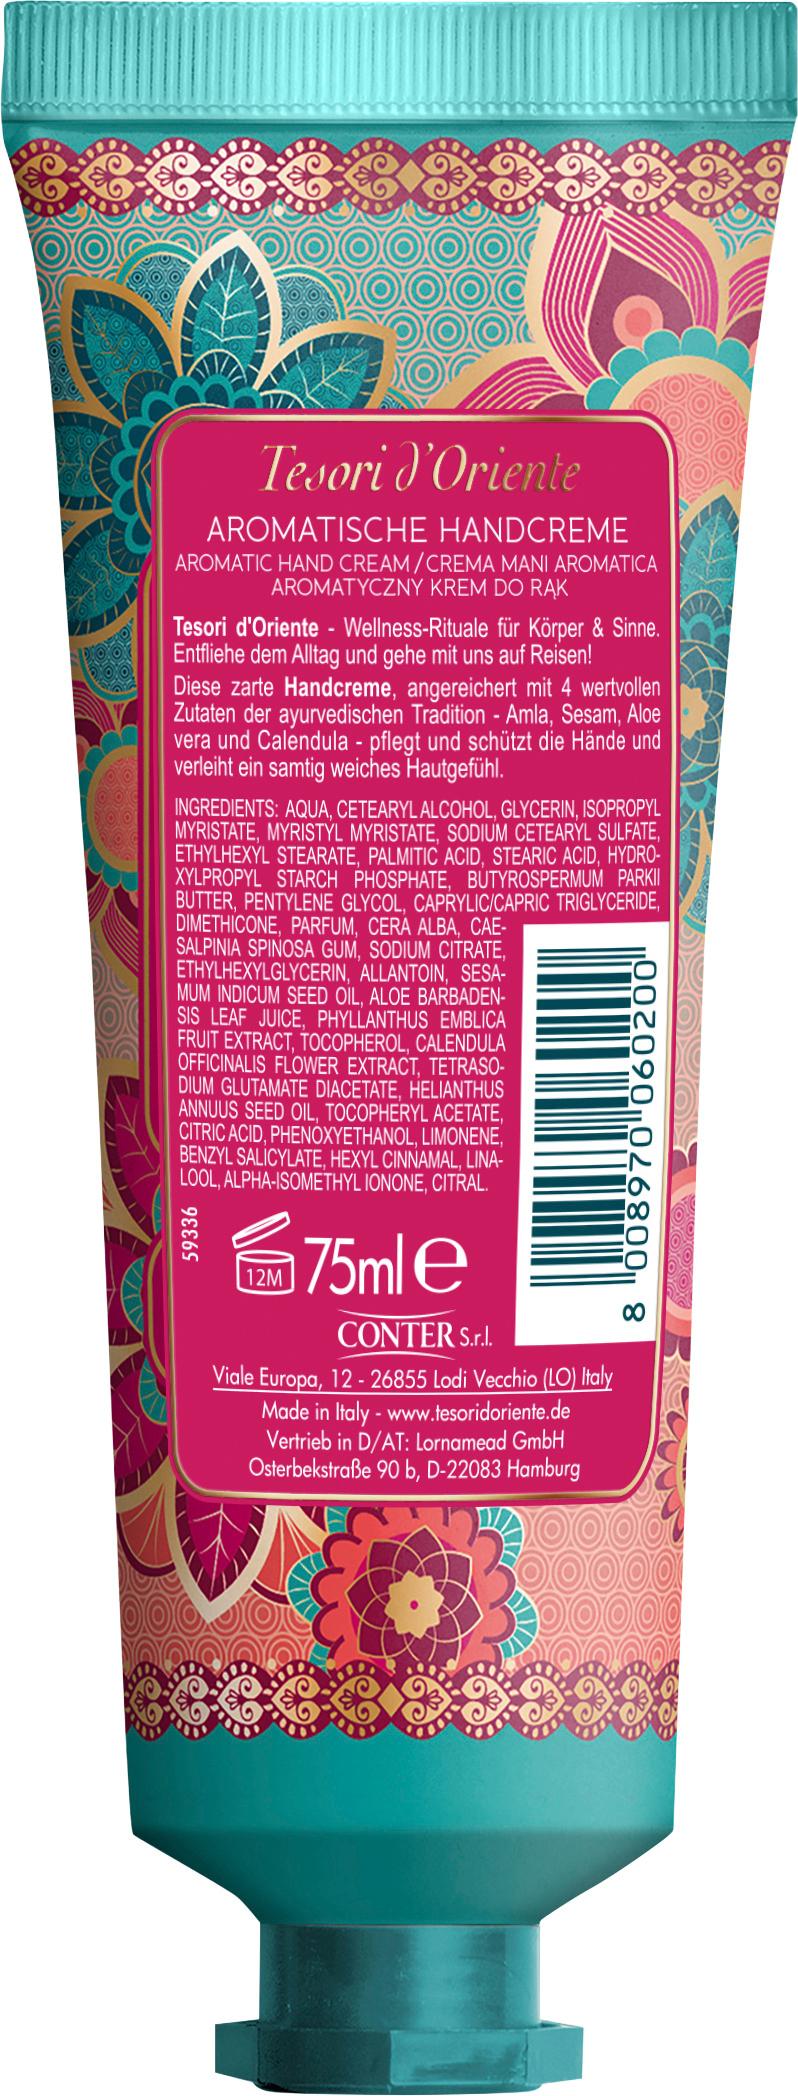 Tesori d'Oriente
AROMATISCHE HANDCREME
AROMATIC HAND CREAM / CREMA MANI AROMATICA
AROMATYCZNY KREM DO RĄK
Tesori d'Oriente - Wellness-Rituale für Körper & Sinne.
Entfliehe dem Alltag und gehe mit uns auf Reisen!
Diese zarte Handcreme, angereichert mit 4 wertvollen
Zutaten der ayurvedischen Tradition - Amla, Sesam, Aloe
vera und Calendula - pflegt und schützt die Hände und
verleiht ein samtig weiches Hautgefühl.
INGREDIENTS: AQUA, CETEARYL ALCOHOL, GLYCERIN, ISOPROPYL
MYRISTATE, MYRISTYL MYRISTATE, SODIUM CETEARYL SULFATE,
ETHYLHEXYL STEARATE, PALMITIC ACID, STEARIC ACID, HYDRO-
XYLPROPYL STARCH PHOSPHATE, BUTYROSPERMUM PARKII
BUTTER, PENTYLENE GLYCOL, CAPRYLIC/CAPRIC TRIGLYCERIDE,
DIMETHICONE, PARFUM, CERA ALBA, CAE-
SALPINIA SPINOSA GUM, SODIUM CITRATE,
ETHYLHEXYLGLYCERIN, ALLANTOIN, SESA-
MUM INDICUM SEED OIL, ALOE BARBADEN-
SIS LEAF JUICE, PHYLLANTHUS EMBLICA
FRUIT EXTRACT, TOCOPHEROL, CALENDULA
OFFICINALIS FLOWER EXTRACT, TETRASO-
DIUM GLUTAMATE DIACETATE, HELIANTHUS
ANNUUS SEED OIL, TOCOPHERYL ACETATE,
CITRIC ACID, PHENOXYETHANOL, LIMONENE,
BENZYL SALICYLATE, HEXYL CINNAMAL, LINA-
LOOL, ALPHA-ISOMETHYL IONONE, CITRAL.
8 008970 060200
59336
12M
75ml e
CONTER S.r.l.
Viale Europa, 12 - 26855 Lodi Vecchio (LO) Italy
Made in Italy - www.tesoridoriente.de
Vertrieb in D/AT: Lornamead GmbH
Osterbekstraße 90 b, D-22083 Hamburg